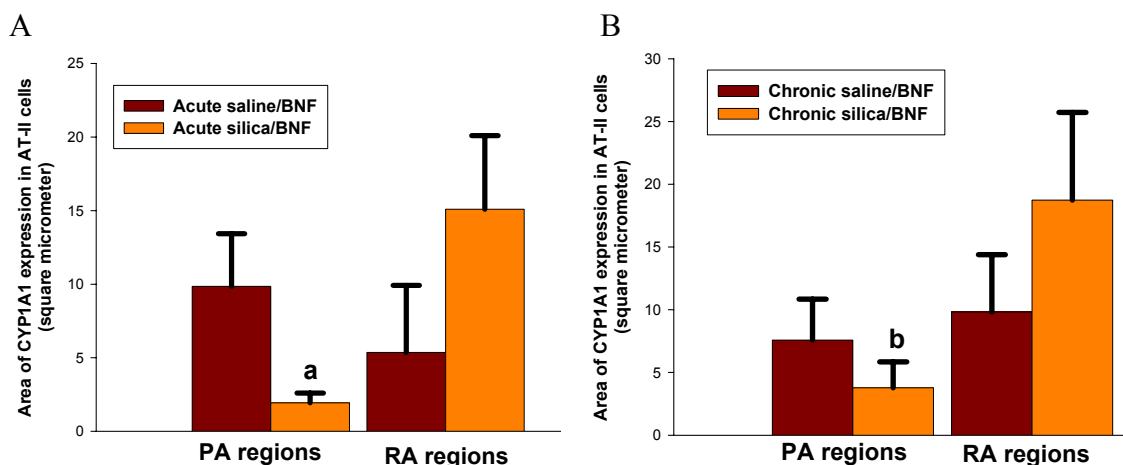 A
Area of CYP1A1 expression in AT-II cells
(square micrometer)
25
20
15
10
5
0
Acute saline/BNF
Acute silica/BNF
a
PA regions
RA regions
B
Area of CYP1A1 expression in AT-II cells
(square micrometer)
30
25
20
15
10
5
0
Chronic saline/BNF
Chronic silica/BNF
b
PA regions
RA regions